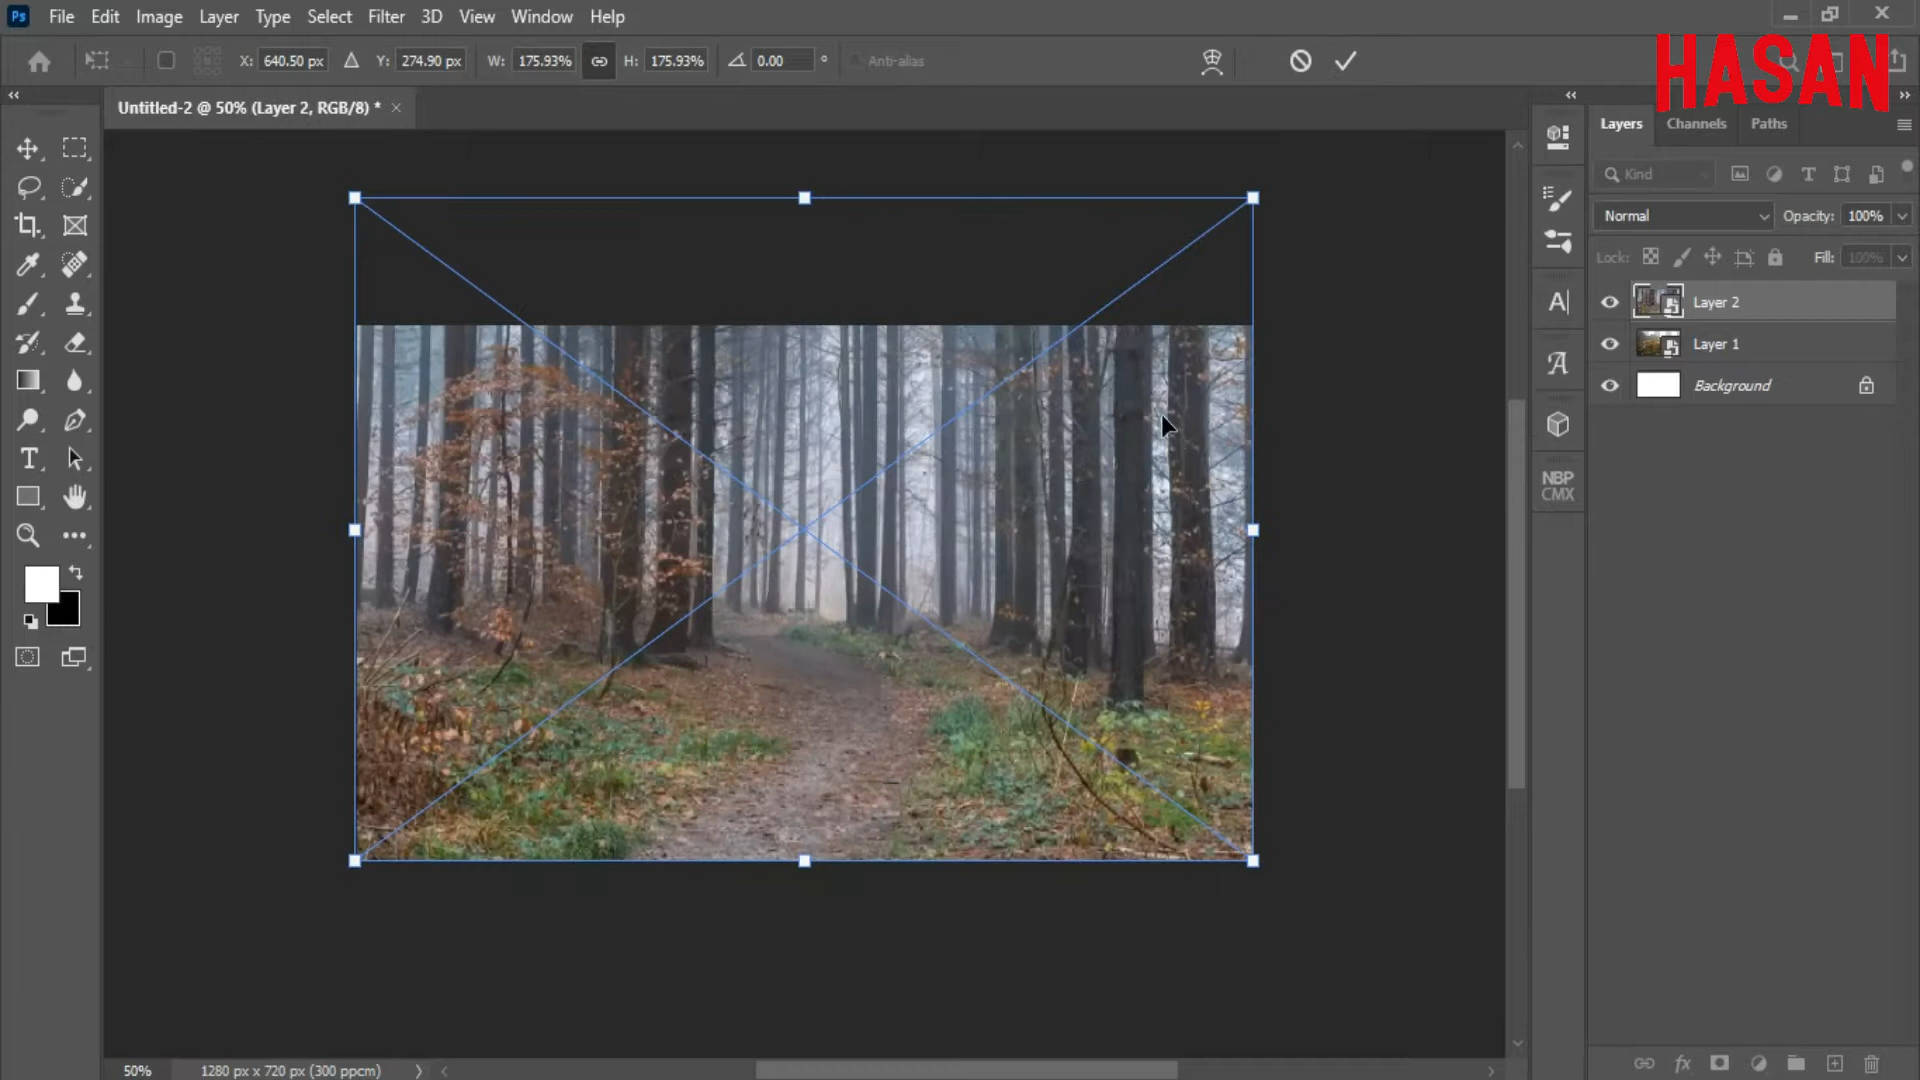 Ps File Edit Image Layer Type Select Filter 3D View Window Help
X: 640.50 px Y: 274.90 px W: 175.93% H: 175.93% 0.00 ° Anti-alias
HASAN
Untitled-2 @ 50% (Layer 2, RGB/8) * ×
Layers Channels Paths
Kind
Normal Opacity: 100%
Lock: Fill: 100%
Layer 2
Layer 1
Background
NBP
CMX
50% 1280 px x 720 px (300 ppcm)